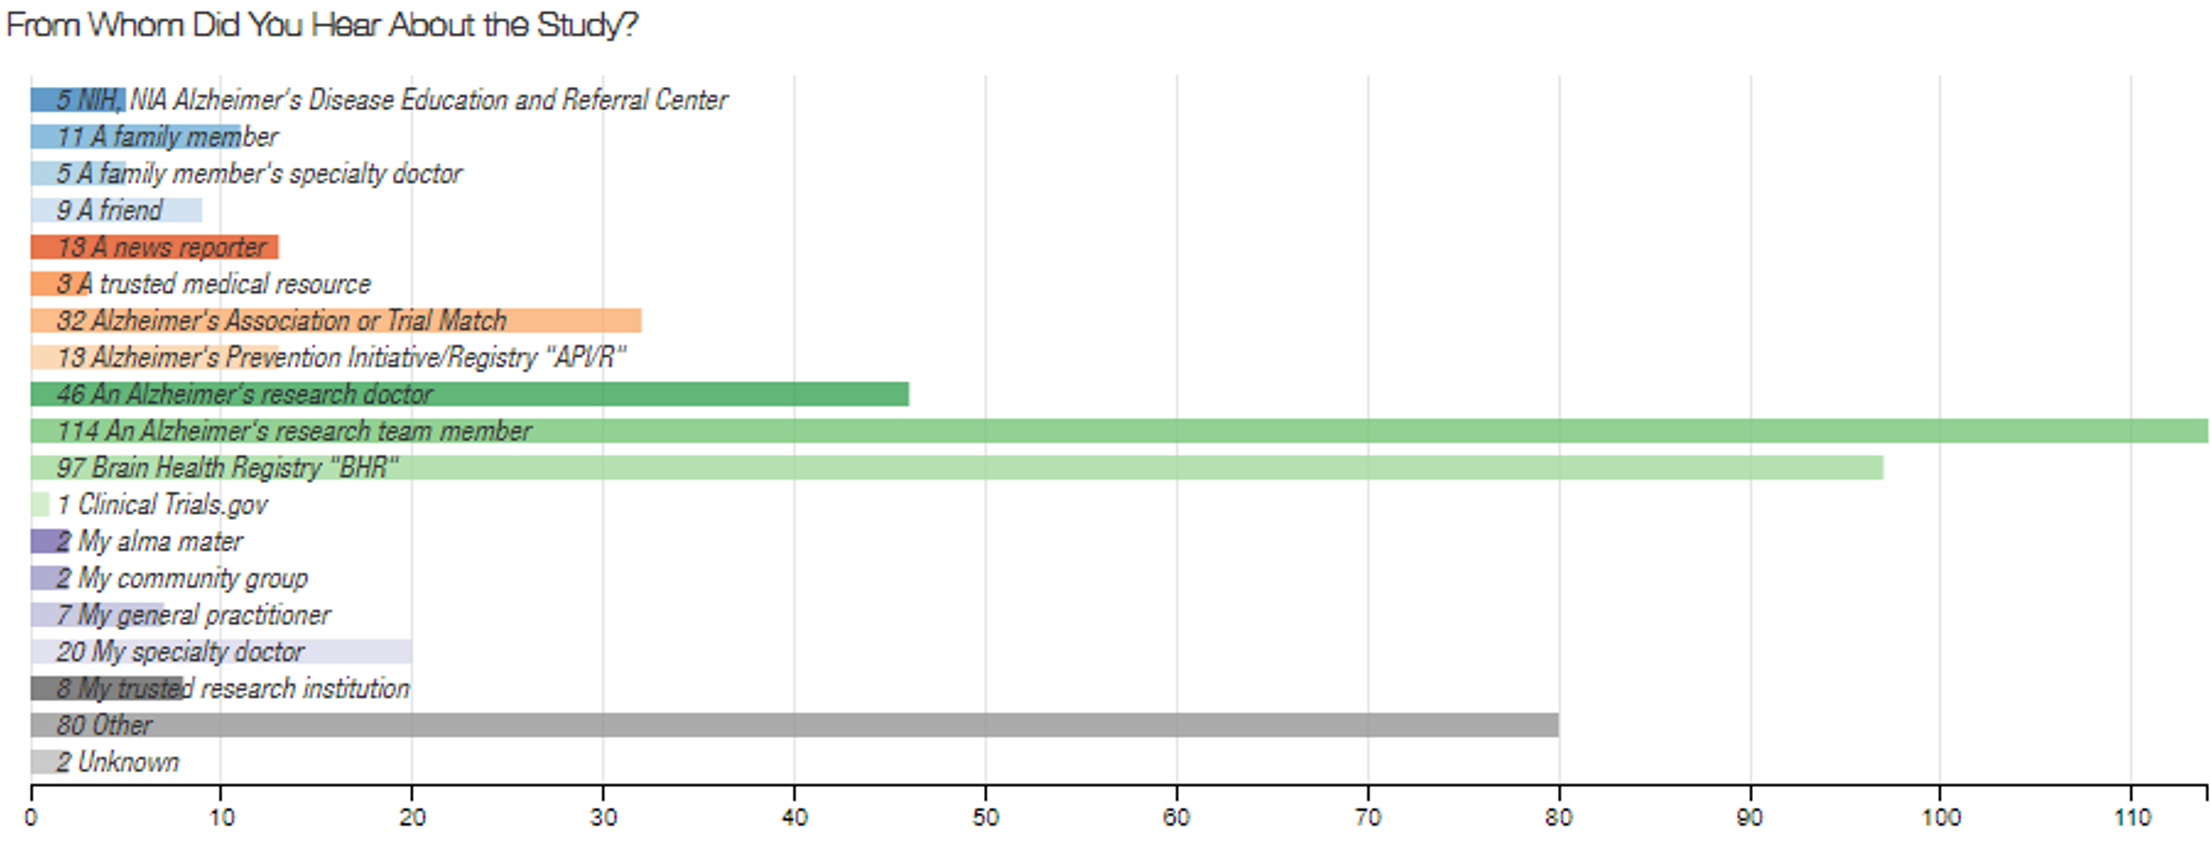 From Whom Did You Hear About the Study?
5 NIH, NIA Alzheimer's Disease Education and Referral Center
11 A family member
5 A family member's specialty doctor
9 A friend
13 A news reporter
3 A trusted medical resource
32 Alzheimer's Association or Trial Match
13 Alzheimer's Prevention Initiative/Registry "API/R"
46 An Alzheimer's research doctor
114 An Alzheimer's research team member
97 Brain Health Registry "BHR"
1 Clinical Trials.gov
2 My alma mater
2 My community group
7 My general practitioner
20 My specialty doctor
8 My trusted research institution
80 Other
2 Unknown
0 10 20 30 40 50 60 70 80 90 100 110